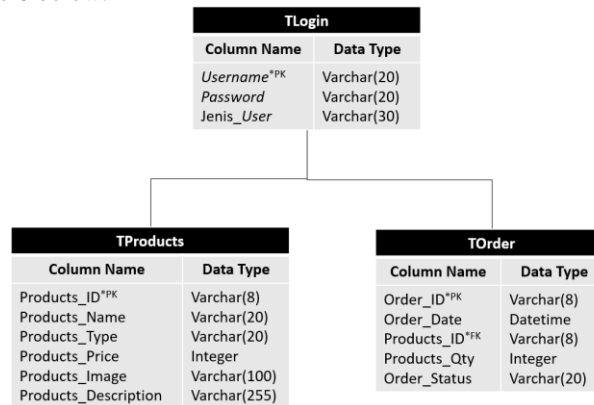 TLogin
Column Name Data Type
Username*PK Varchar(20)
Password Varchar(20)
Jenis_User Varchar(30)
TProducts
Column Name Data Type
Products_ID*PK Varchar(8)
Products_Name Varchar(20)
Products_Type Varchar(20)
Products_Price Integer
Products_Image Varchar(100)
Products_Description Varchar(255)
TOrder
Column Name Data Type
Order_ID*PK Varchar(8)
Order_Date Datetime
Products_ID*FK Varchar(8)
Products_Qty Integer
Order_Status Varchar(20)